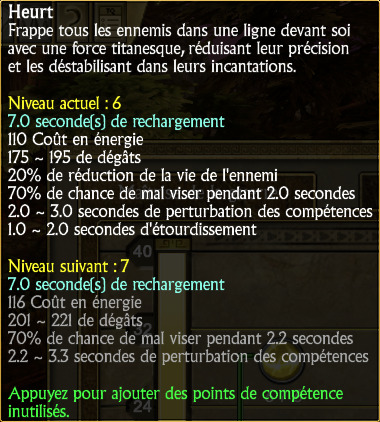 Heurt
Frappe tous les ennemis dans une ligne devant soi
avec une force titanesque, réduisant leur précision
et les déstabilisant dans leurs incantations.
Niveau actuel : 6
7.0 seconde(s) de rechargement
110 Coût en énergie
175 ~ 195 de dégâts
20% de réduction de la vie de l'ennemi
70% de chance de mal viser pendant 2.0 secondes
2.0 ~ 3.0 secondes de perturbation des compétences
1.0 ~ 2.0 secondes d'étourdissement
40
Niveau suivant : 7
7.0 seconde(s) de rechargement
116 Coût en énergie
201 ~ 221 de dégâts
32
70% de chance de mal viser pendant 2.2 secondes
2.2 ~ 3.3 secondes de perturbation des compétences
Appuyez pour ajouter des points de compétence
inutilisés.
24